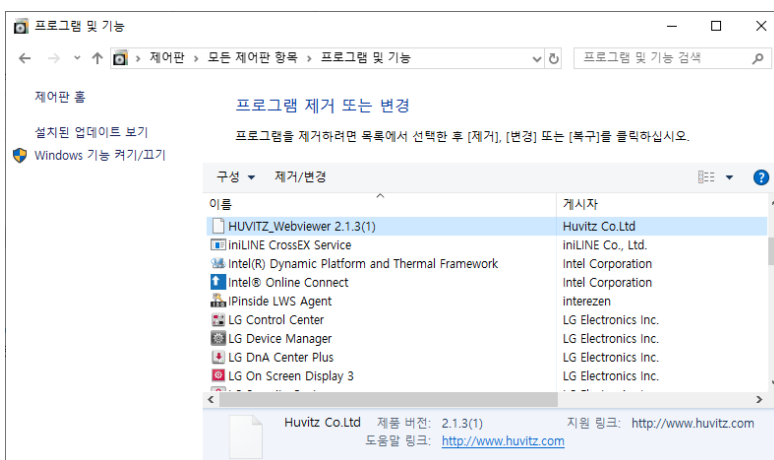 프로그램 및 기능
제어판 › 모든 제어판 항목 › 프로그램 및 기능
프로그램 및 기능 검색
제어판 홈
설치된 업데이트 보기
Windows 기능 켜기/끄기
프로그램 제거 또는 변경
프로그램을 제거하려면 목록에서 선택한 후 [제거], [변경] 또는 [복구]를 클릭하십시오.
구성 제거/변경
이름 게시자
HUVITZ_Webviewer 2.1.3(1) Huvitz Co.Ltd
iniLINE CrossEX Service iniLINE Co., Ltd.
Intel(R) Dynamic Platform and Thermal Framework Intel Corporation
Intel® Online Connect Intel Corporation
IPinside LWS Agent interezen
LG Control Center LG Electronics Inc.
LG Device Manager LG Electronics Inc.
LG DnA Center Plus LG Electronics Inc.
LG On Screen Display 3 LG Electronics Inc.
Huvitz Co.Ltd 제품 버전: 2.1.3(1) 지원 링크: http://www.huvitz.com
도움말 링크: http://www.huvitz.com